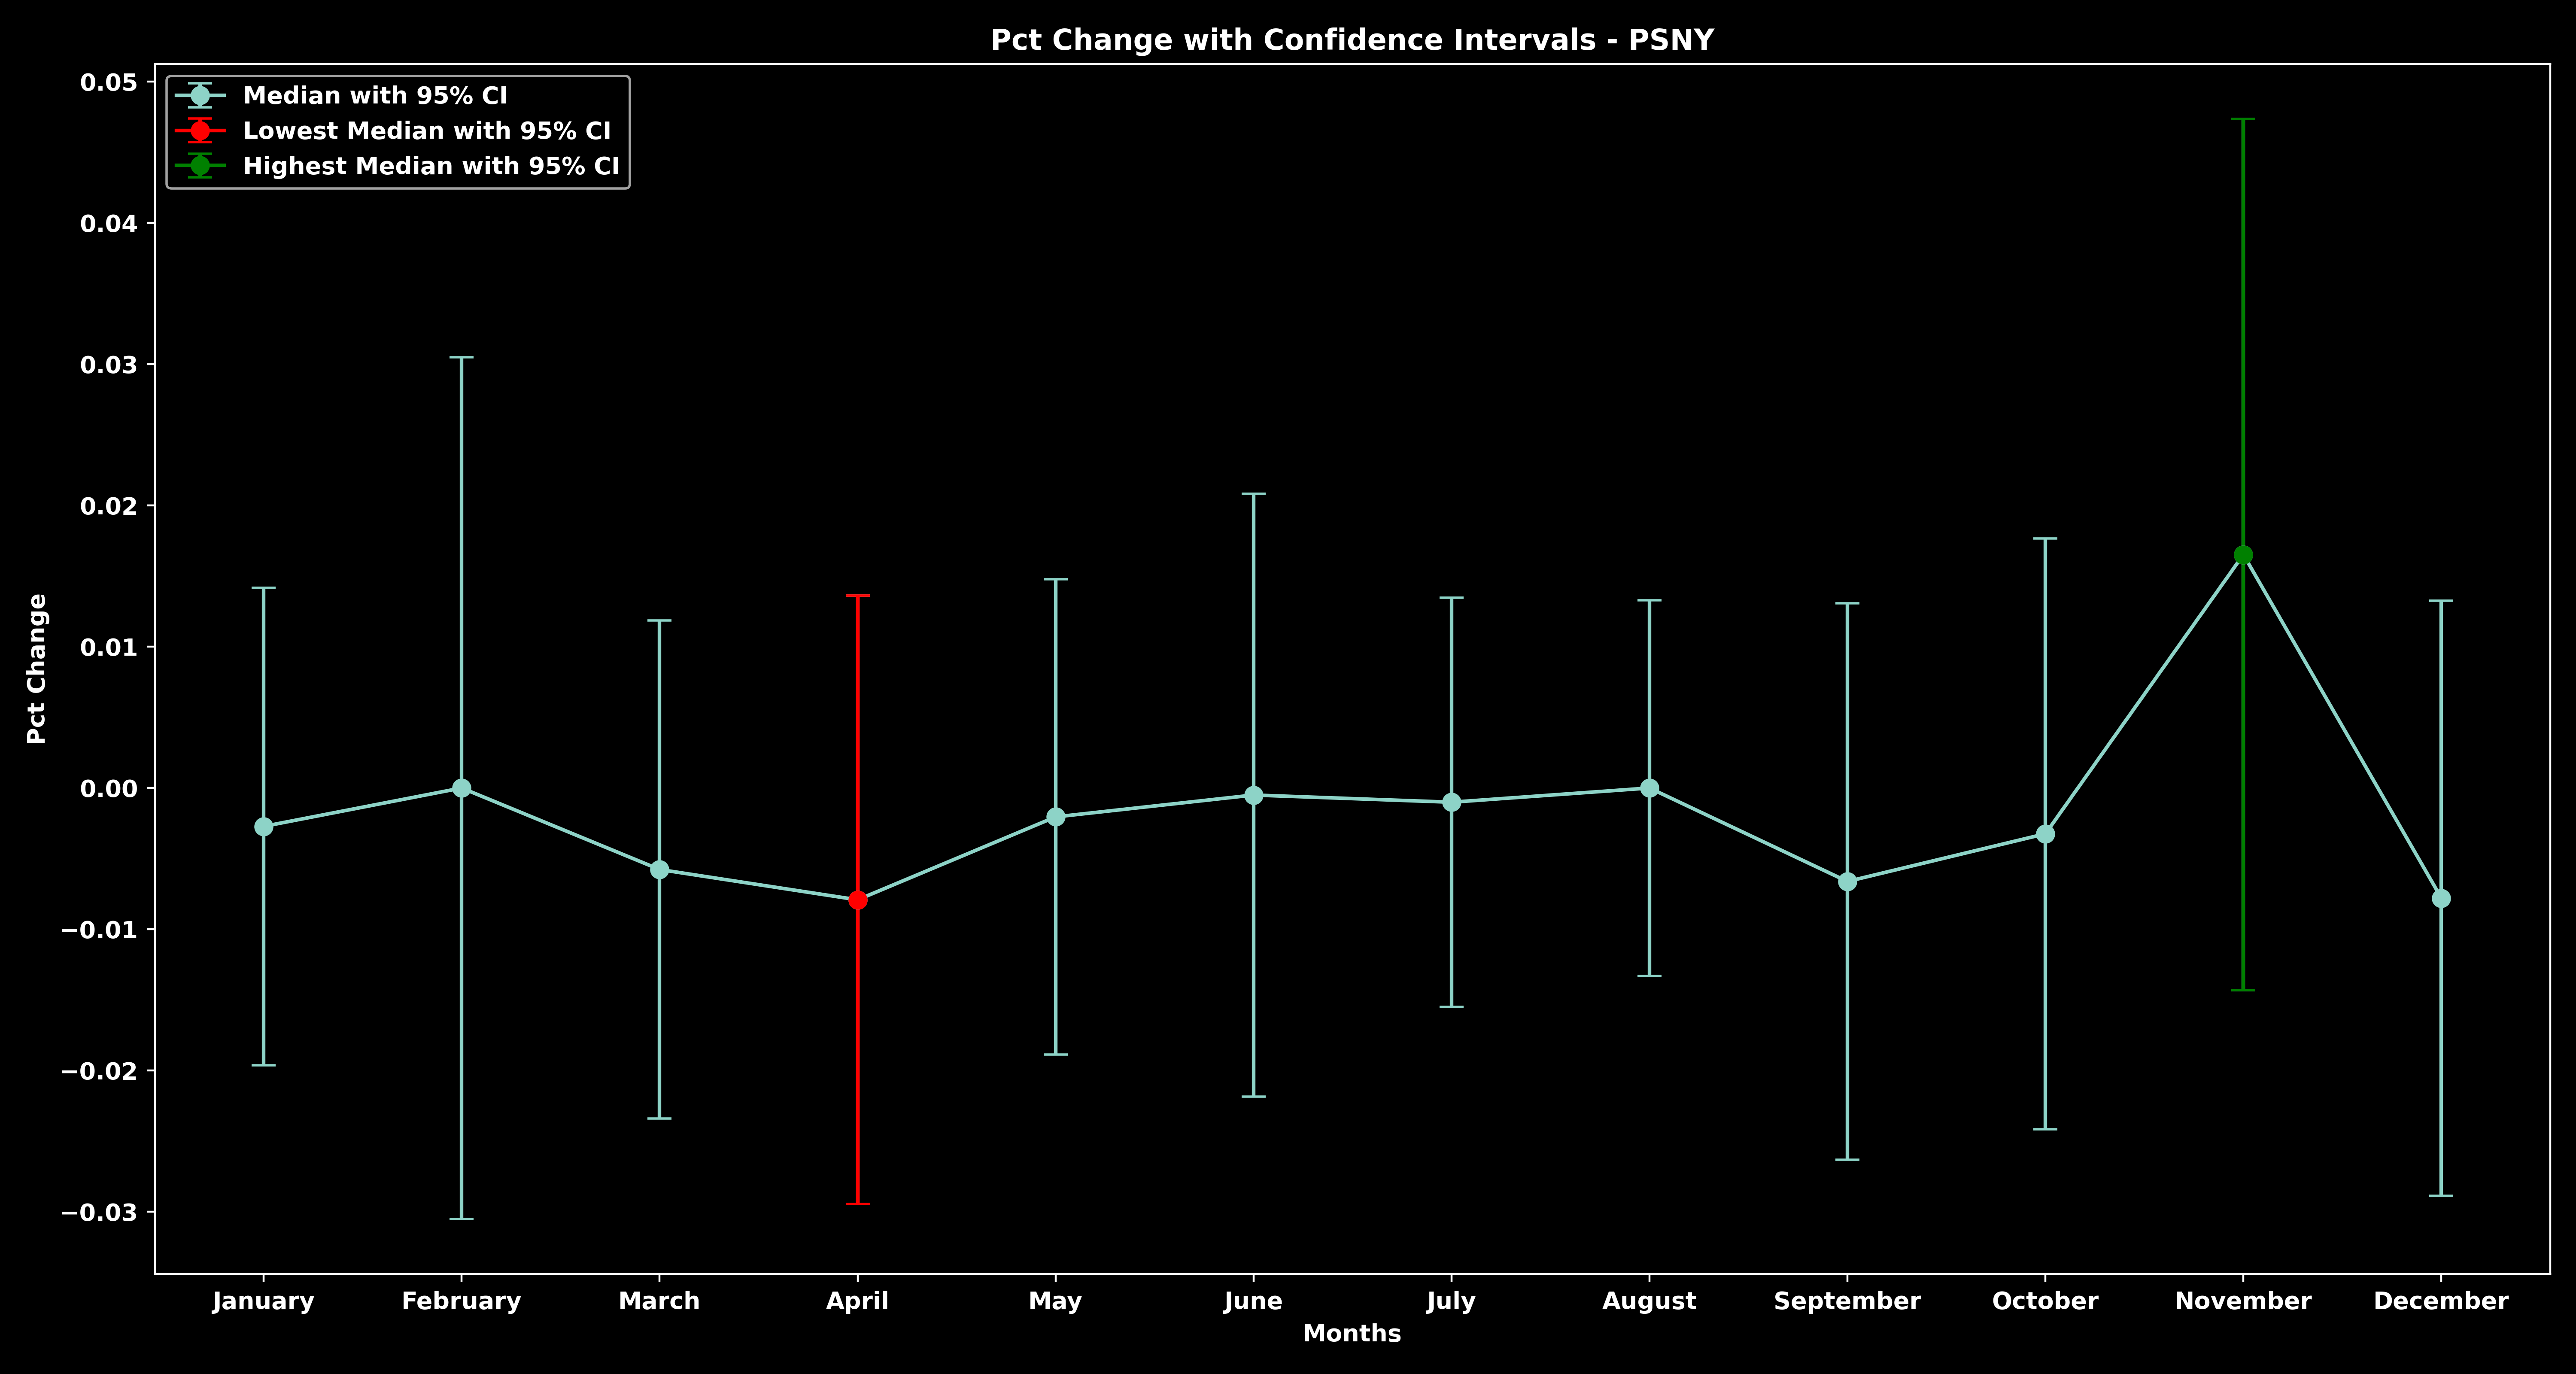 Pct Change with Confidence Intervals - PSNY
Median with 95% CI
Lowest Median with 95% CI
Highest Median with 95% CI
0.05
0.04
0.03
0.02
0.01
0.00
−0.01
−0.02
−0.03
Pct Change
January February March April May June July August September October November December
Months